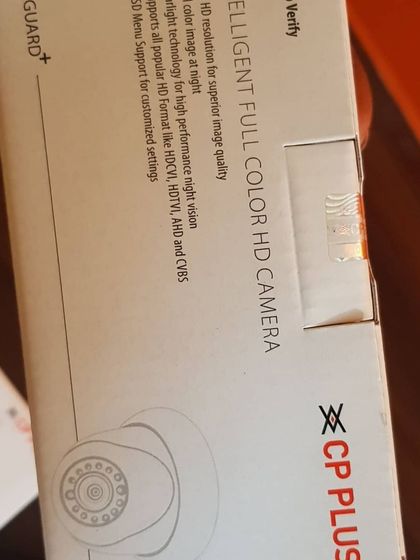 Verify
ELLIGENT FULL COLOR HD CAMERA
HD resolution for superior image quality
color image at night
rlight technology for high performance night vision
pports all popular HD Format like HDCVI, HDTVI, AHD and CVBS
SD Menu Support for customized settings
GUARD+
CP PLUS